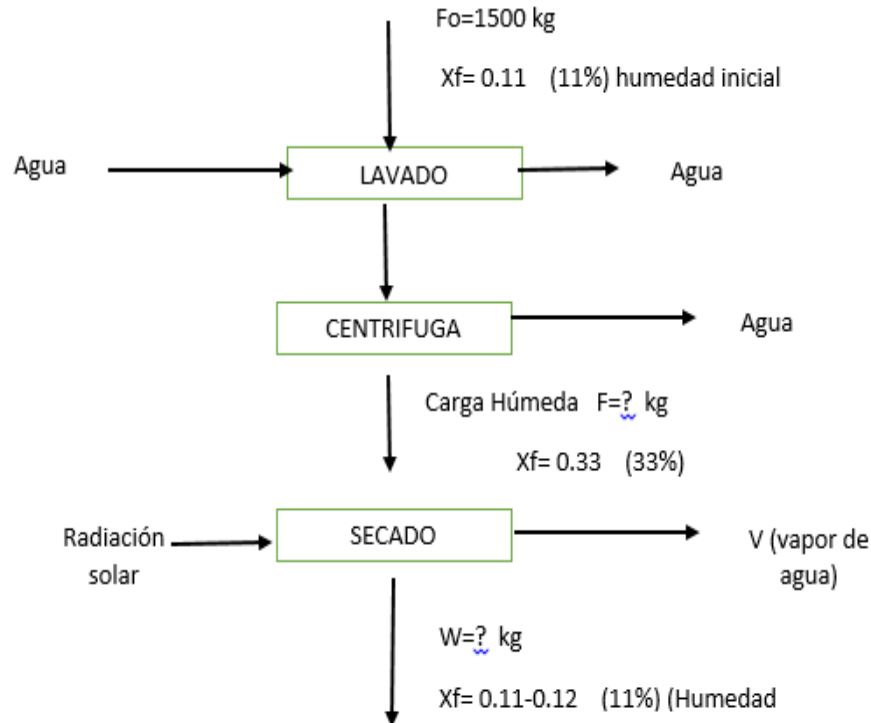 Fo=1500 kg
Xf= 0.11 (11%) humedad inicial
Agua
LAVADO
Agua
CENTRIFUGA
Agua
Carga Húmeda F=? kg
Xf= 0.33 (33%)
Radiación
solar
SECADO
V (vapor de
agua)
W=? kg
Xf= 0.11-0.12 (11%) (Humedad